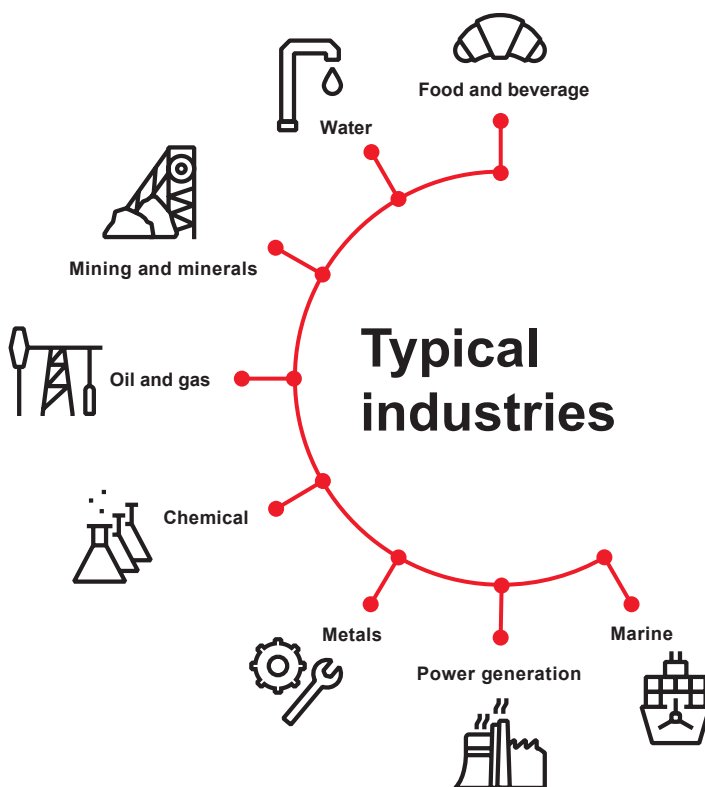 Food and beverage
Water
Mining and minerals
Oil and gas
Typical
industries
Chemical
Metals
Marine
Power generation